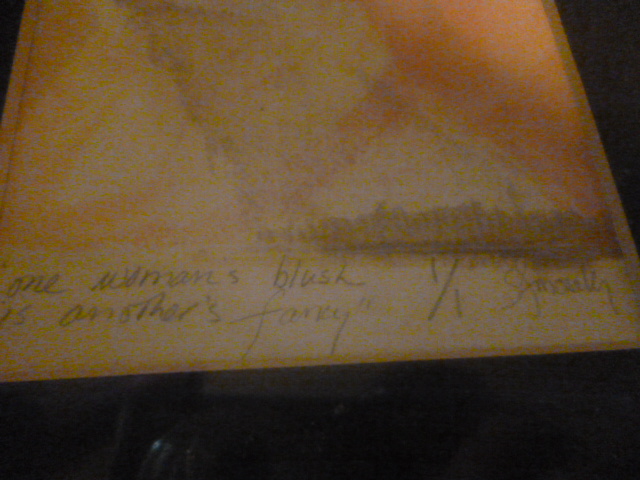 "one woman's blush 1/1
is another's fancy"